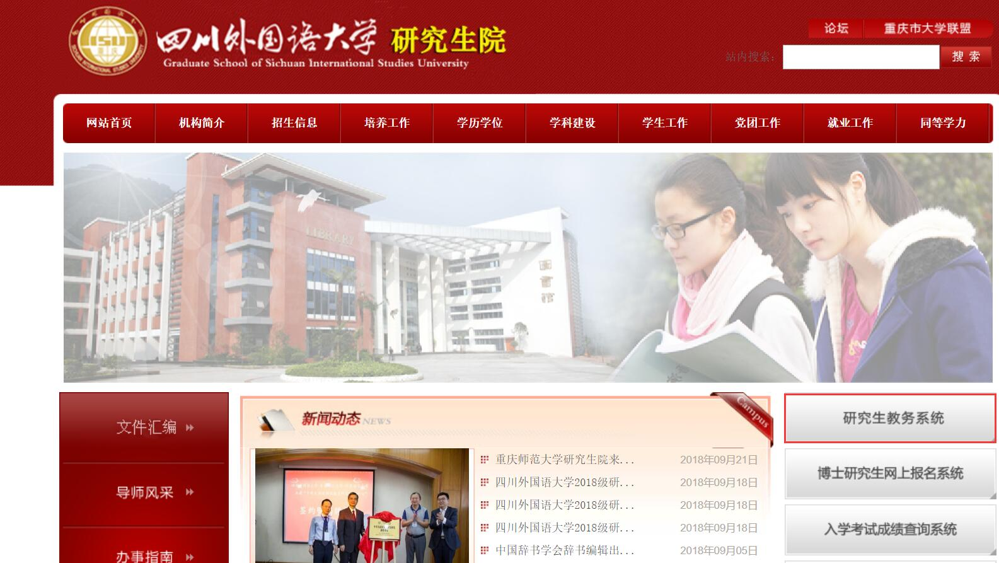 四川外国语大学 研究生院
Graduate School of Sichuan International Studies University
论坛 重庆市大学联盟
站内搜索： 搜 索
网站首页 机构简介 招生信息 培养工作 学历学位 学科建设 学生工作 党团工作 就业工作 同等学力
LIBRARY
图书馆
文件汇编
导师风采
办事指南
新闻动态 NEWS
Campus
重庆师范大学研究生院来... 2018年09月21日
四川外国语大学2018级研... 2018年09月18日
四川外国语大学2018级研... 2018年09月18日
四川外国语大学2018级研... 2018年09月18日
中国辞书学会辞书编辑出... 2018年09月05日
研究生教务系统
博士研究生网上报名系统
入学考试成绩查询系统